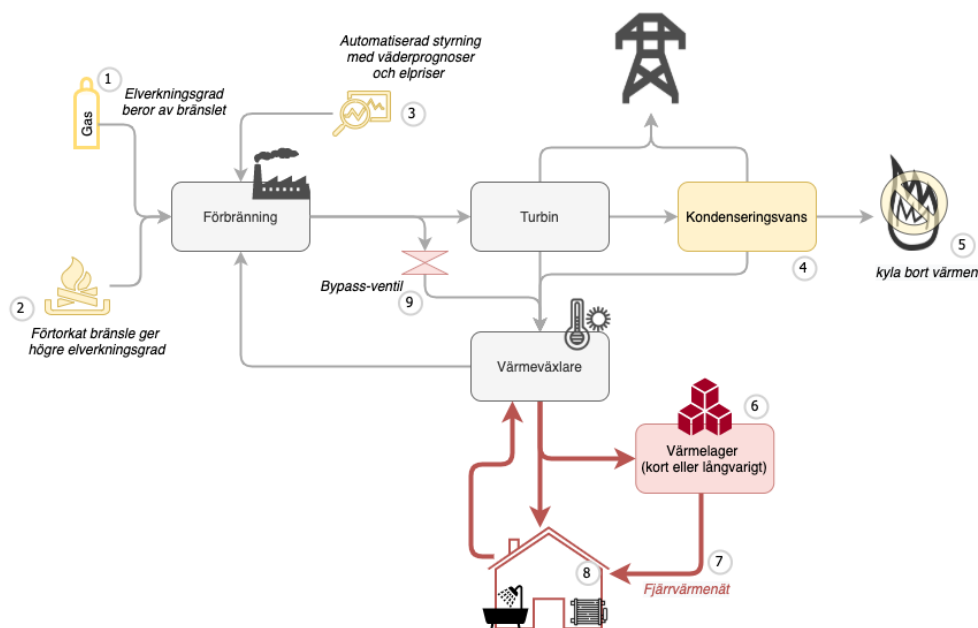 Automatiserad styrning
med väderprognoser
och elpriser
1
Elverkningsgrad
beror av bränslet
Gas
3
Förbränning
Turbin
Kondenseringsvans
5
4
kyla bort värmen
2
Förtorkat bränsle ger
högre elverkningsgrad
Bypass-ventil
9
Värmeväxlare
6
Värmelager
(kort eller långvarigt)
7
8
Fjärrvärmenät